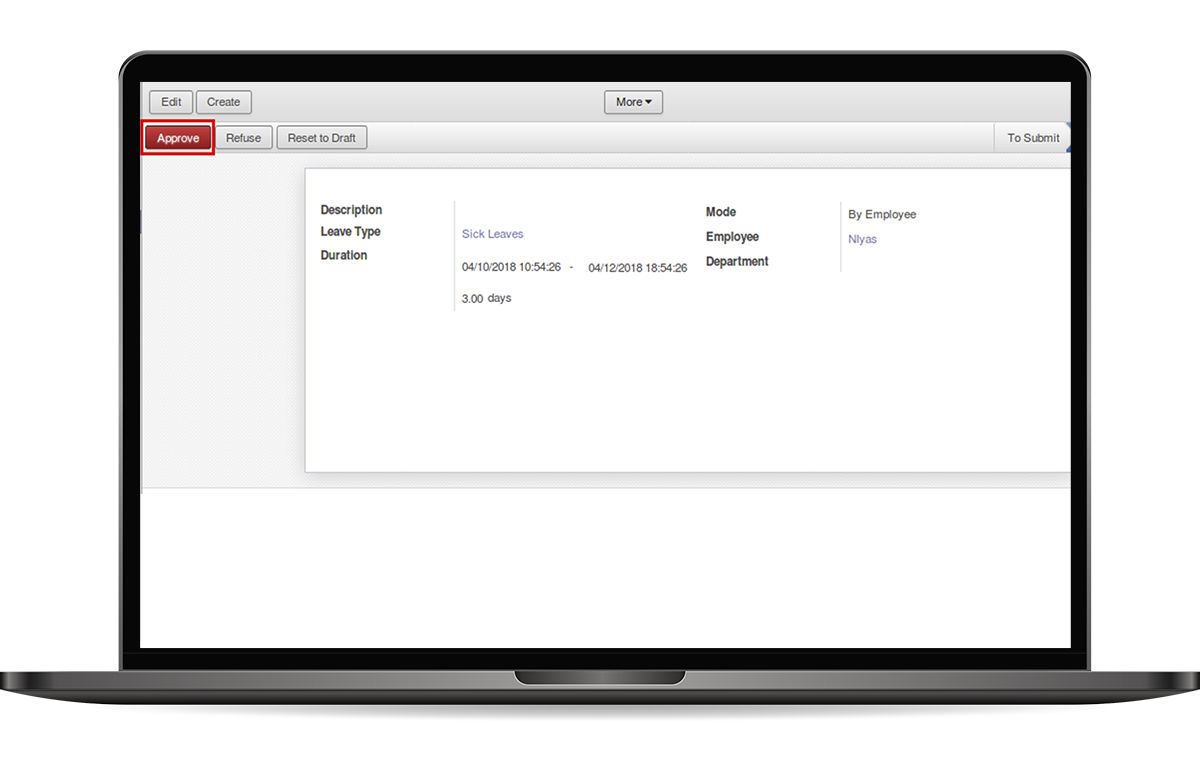 Edit Create More
Approve Refuse Reset to Draft To Submit
Description
Leave Type Sick Leaves
Duration 04/10/2018 10:54:26 - 04/12/2018 18:54:26
3.00 days
Mode By Employee
Employee NIyas
Department